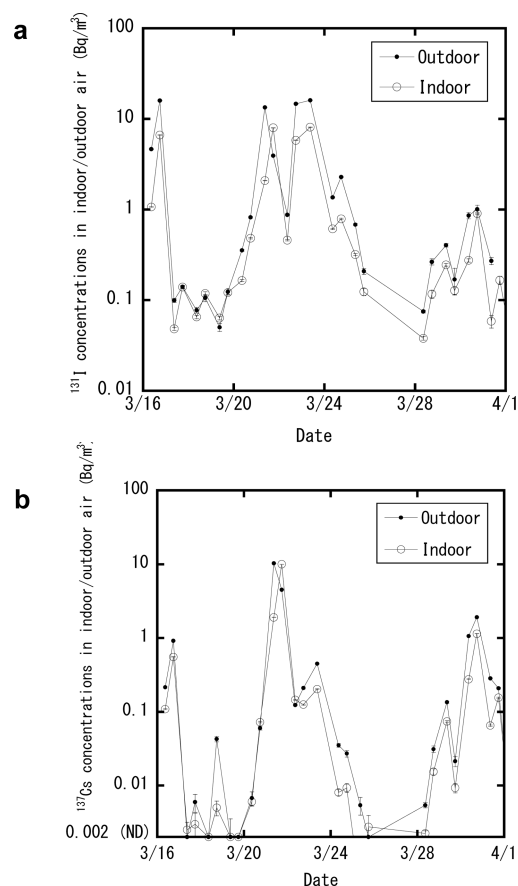 a
¹³¹I concentrations in indoor/outdoor air (Bq/m³)
100
10
1
0.1
0.01
Outdoor
Indoor
3/16
3/20
3/24
3/28
4/1
Date
b
¹³⁷Cs concentrations in indoor/outdoor air (Bq/m³
100
10
1
0.1
0.01
0.002 (ND)
Outdoor
Indoor
3/16
3/20
3/24
3/28
4/1
Date